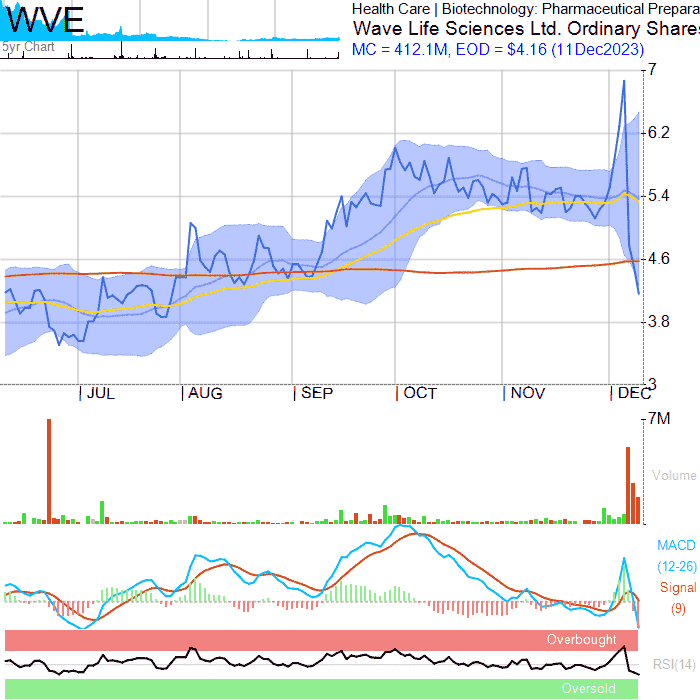 WVE
5yr Chart
Health Care | Biotechnology: Pharmaceutical Prepara
Wave Life Sciences Ltd. Ordinary Shares
MC = 412.1M, EOD = $4.16 (11Dec2023)
7
6.2
5.4
4.6
3.8
3
JUL AUG SEP OCT NOV DEC
7M
Volume
MACD
(12-26)
Signal
(9)
Overbought
RSI(14)
Oversold